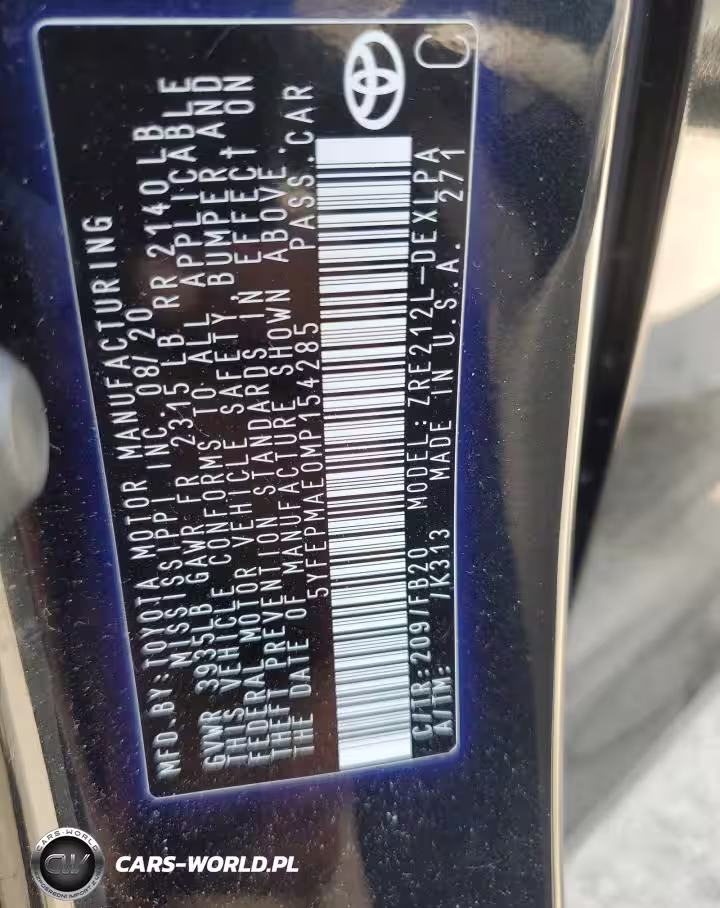 MFD.BY:TOYOTA MOTOR MANUFACTURING
MISSISSIPPI INC. 08/20
GVWR 3935LB GAWR FR 2315LB RR 2140LB
THIS VEHICLE CONFORMS TO ALL APPLICABLE
FEDERAL MOTOR VEHICLE SAFETY, BUMPER AND
THEFT PREVENTION STANDARDS IN EFFECT ON
THE DATE OF MANUFACTURE SHOWN ABOVE.
5YFEPMAE0MP154285 PASS.CAR
C/TR:209/FB20 MODEL:ZRE212L-DEXLPA
A/TM: /K313 MADE IN U.S.A. 271
C
CARS-WORLD
CW
CARS-WORLD.PL